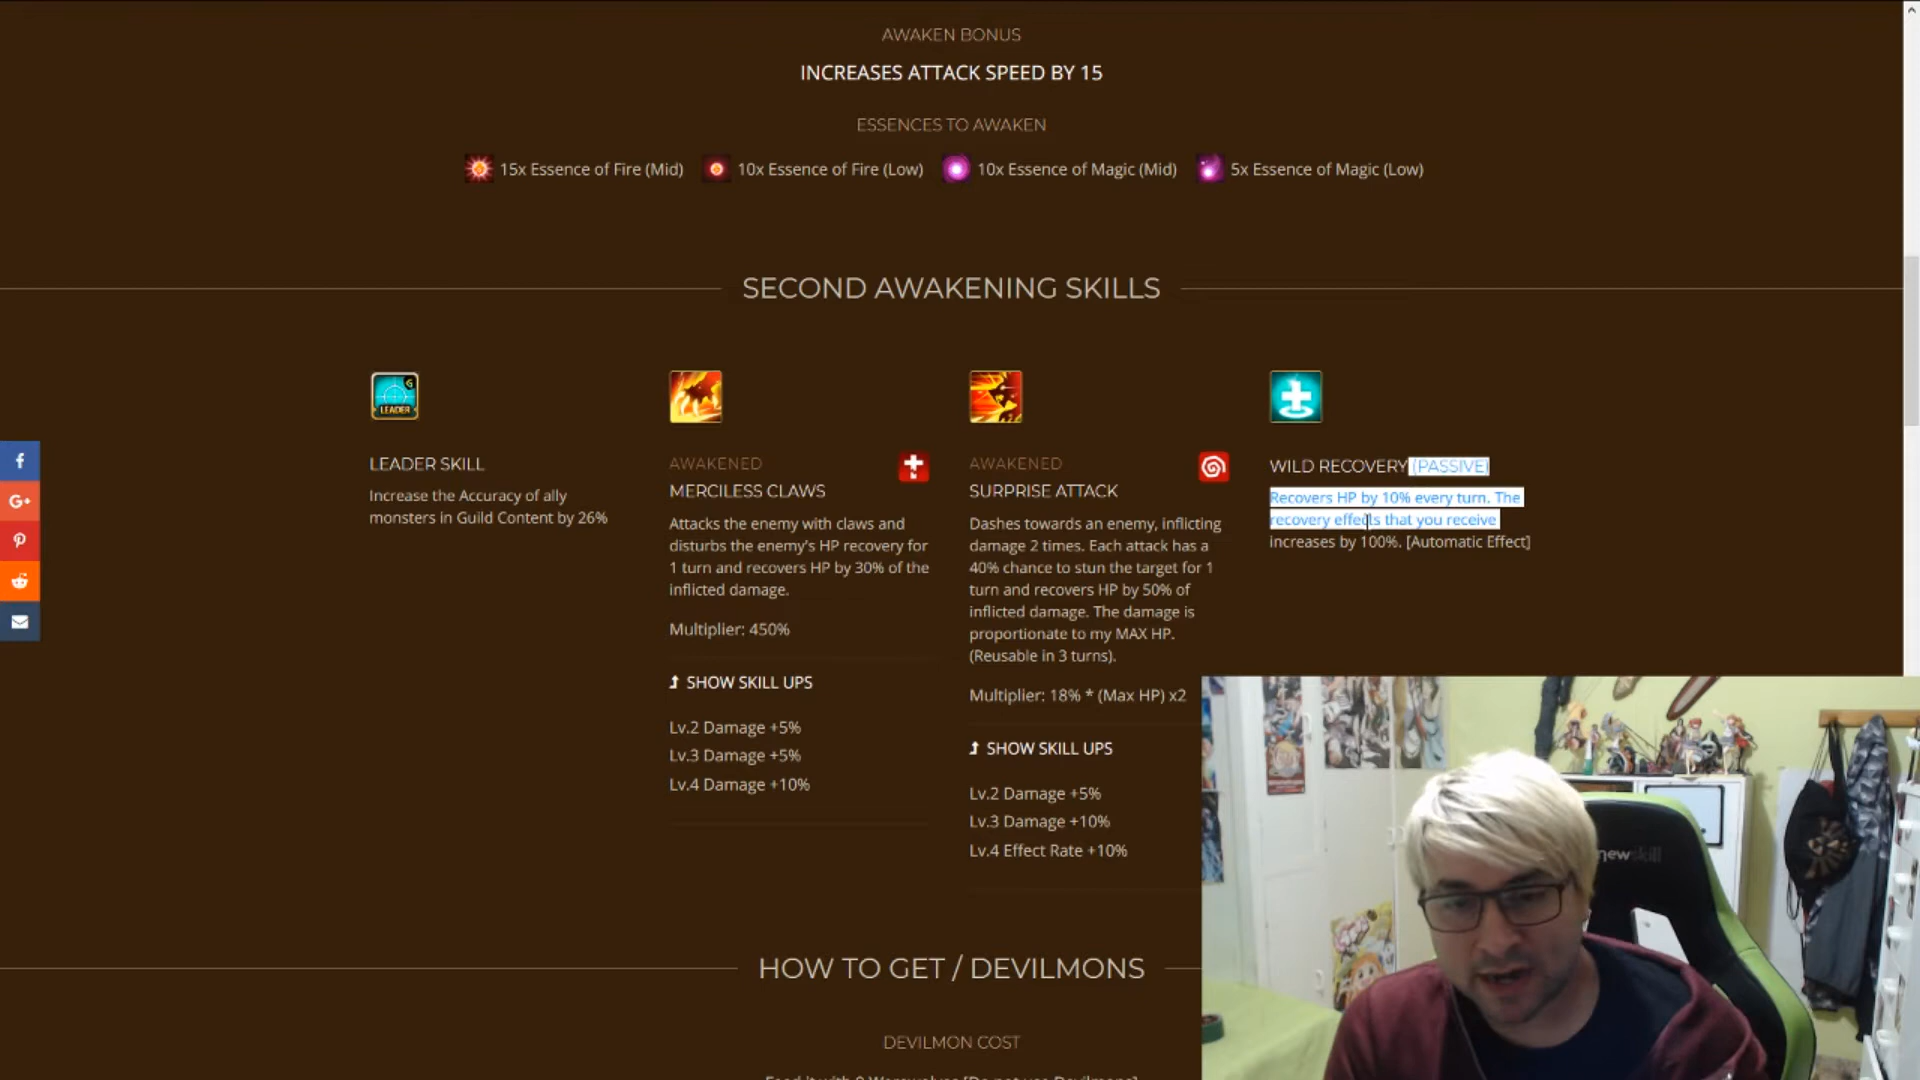 AWAKEN BONUS
INCREASES ATTACK SPEED BY 15
ESSENCES TO AWAKEN
15x Essence of Fire (Mid) 10x Essence of Fire (Low) 10x Essence of Magic (Mid) 5x Essence of Magic (Low)
SECOND AWAKENING SKILLS
G
LEADER
LEADER SKILL
Increase the Accuracy of ally
monsters in Guild Content by 26%
AWAKENED
MERCILESS CLAWS
Attacks the enemy with claws and
disturbs the enemy’s HP recovery for
1 turn and recovers HP by 30% of the
inflicted damage.
Multiplier: 450%
SHOW SKILL UPS
Lv.2 Damage +5%
Lv.3 Damage +5%
Lv.4 Damage +10%
AWAKENED
SURPRISE ATTACK
Dashes towards an enemy, inflicting
damage 2 times. Each attack has a
40% chance to stun the target for 1
turn and recovers HP by 50% of
inflicted damage. The damage is
proportionate to my MAX HP.
(Reusable in 3 turns).
Multiplier: 18% * (Max HP) x2
SHOW SKILL UPS
Lv.2 Damage +5%
Lv.3 Damage +10%
Lv.4 Effect Rate +10%
WILD RECOVERY (PASSIVE)
Recovers HP by 10% every turn. The
recovery effects that you receive
increases by 100%. [Automatic Effect]
f
G+
newskill
HOW TO GET / DEVILMONS
DEVILMON COST